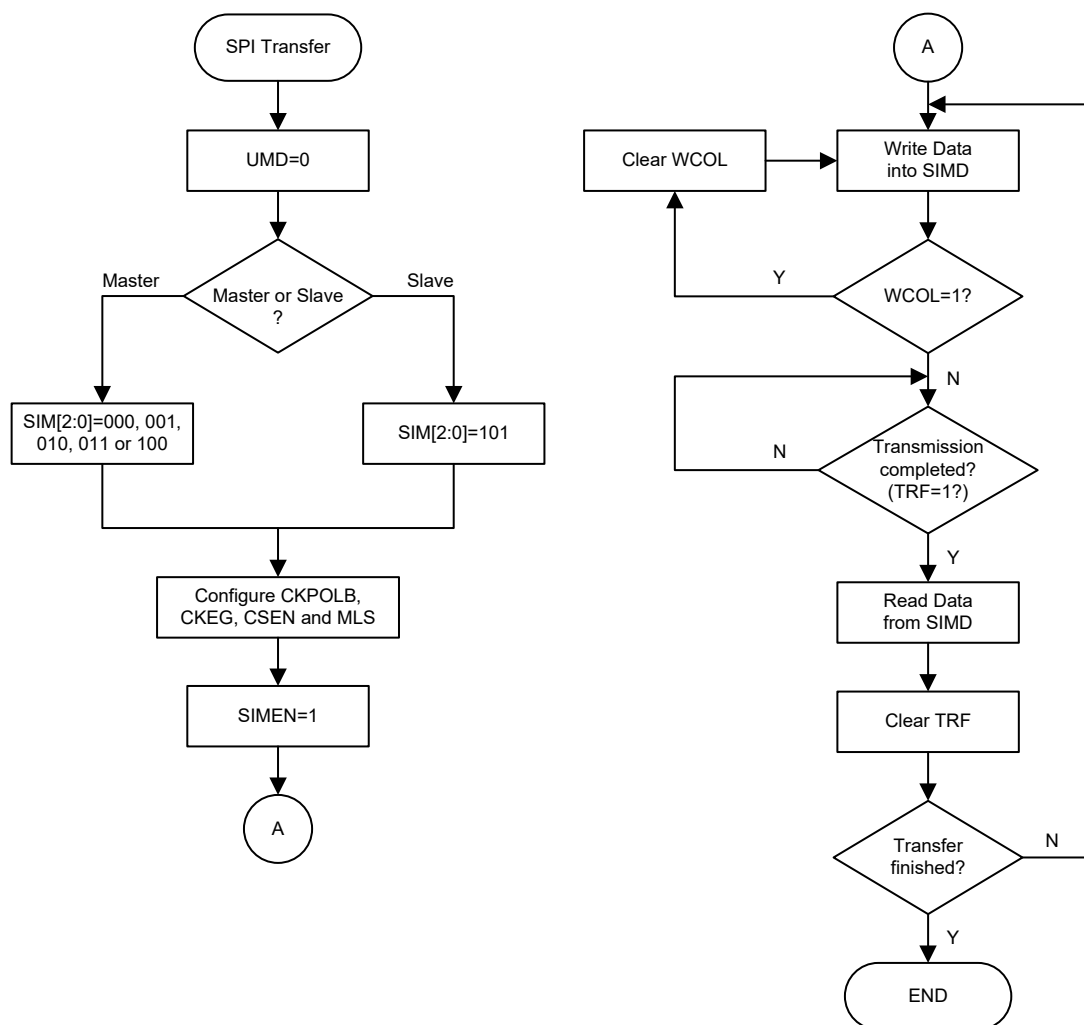 SPI Transfer
UMD=0
Master
Master or Slave
?
Slave
SIM[2:0]=000, 001,
010, 011 or 100
SIM[2:0]=101
Configure CKPOLB,
CKEG, CSEN and MLS
SIMEN=1
A
A
Clear WCOL
Write Data
into SIMD
Y
WCOL=1?
N
N
Transmission
completed?
(TRF=1?)
Y
Read Data
from SIMD
Clear TRF
Transfer
finished?
N
Y
END